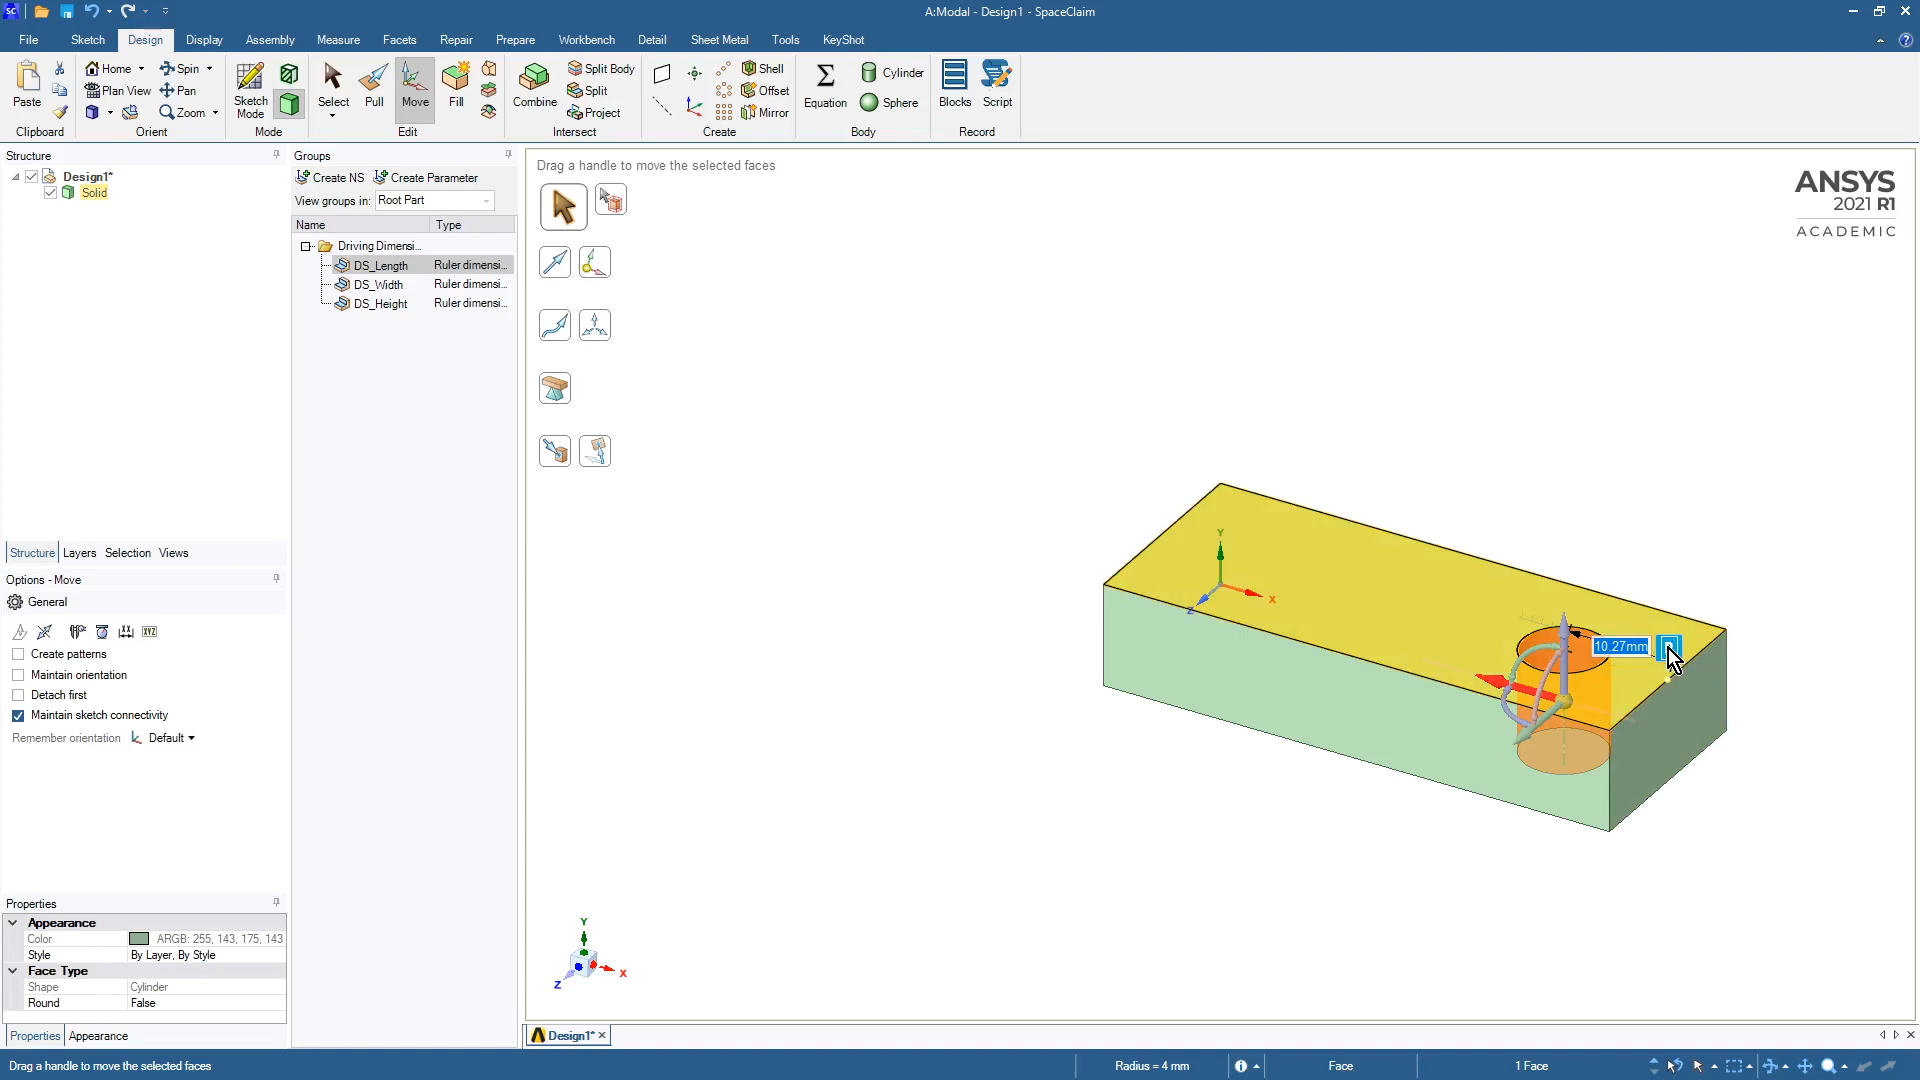 A:Modal - Design1 - SpaceClaim
File Sketch Design Display Assembly Measure Facets Repair Prepare Workbench Detail Sheet Metal Tools KeyShot
Paste
Clipboard
Home Spin
Plan View Pan
Zoom
Orient
Sketch Mode
Mode
Select Pull Move Fill
Edit
Combine Split Body
Split
Project
Intersect
Shell
Offset
Mirror
Create
Equation Cylinder
Sphere
Body
Blocks Script
Record
Structure
Design1*
Solid
Structure Layers Selection Views
Options - Move
General
Create patterns
Maintain orientation
Detach first
Maintain sketch connectivity
Remember orientation Default
Properties
Appearance
Color ARGB: 255, 143, 175, 143
Style By Layer, By Style
Face Type
Shape Cylinder
Round False
Properties Appearance
Groups
Create NS Create Parameter
View groups in: Root Part
Name Type
Driving Dimensi...
DS_Length Ruler dimensi...
DS_Width Ruler dimensi...
DS_Height Ruler dimensi...
Drag a handle to move the selected faces
ANSYS
2021 R1
ACADEMIC
Y
X
Z
10.27mm
Y
X
Z
Design1*
Drag a handle to move the selected faces Radius = 4 mm Face 1 Face